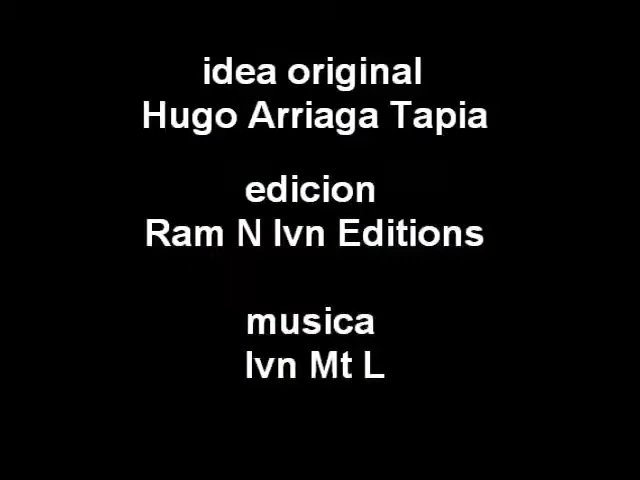 idea original
Hugo Arriaga Tapia
edicion
Ram N Ivn Editions
musica
Ivn Mt L